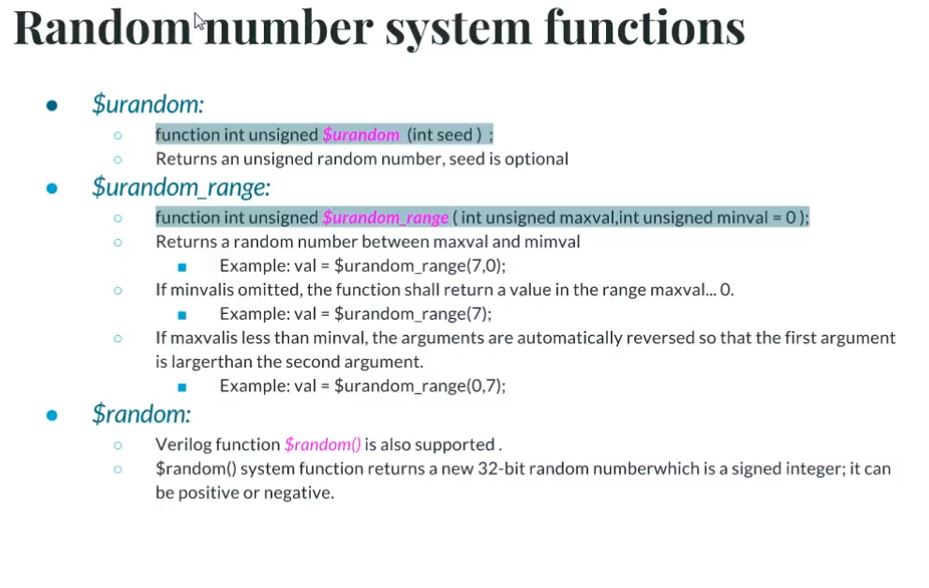 Random number system functions
$urandom:
function int unsigned $urandom (int seed ) ;
Returns an unsigned random number, seed is optional
$urandom_range:
function int unsigned $urandom_range ( int unsigned maxval,int unsigned minval = 0 );
Returns a random number between maxval and mimval
Example: val = $urandom_range(7,0);
If minvalis omitted, the function shall return a value in the range maxval... 0.
Example: val = $urandom_range(7);
If maxvalis less than minval, the arguments are automatically reversed so that the first argument
is largerthan the second argument.
Example: val = $urandom_range(0,7);
$random:
Verilog function $random() is also supported .
$random() system function returns a new 32-bit random numberwhich is a signed integer; it can
be positive or negative.